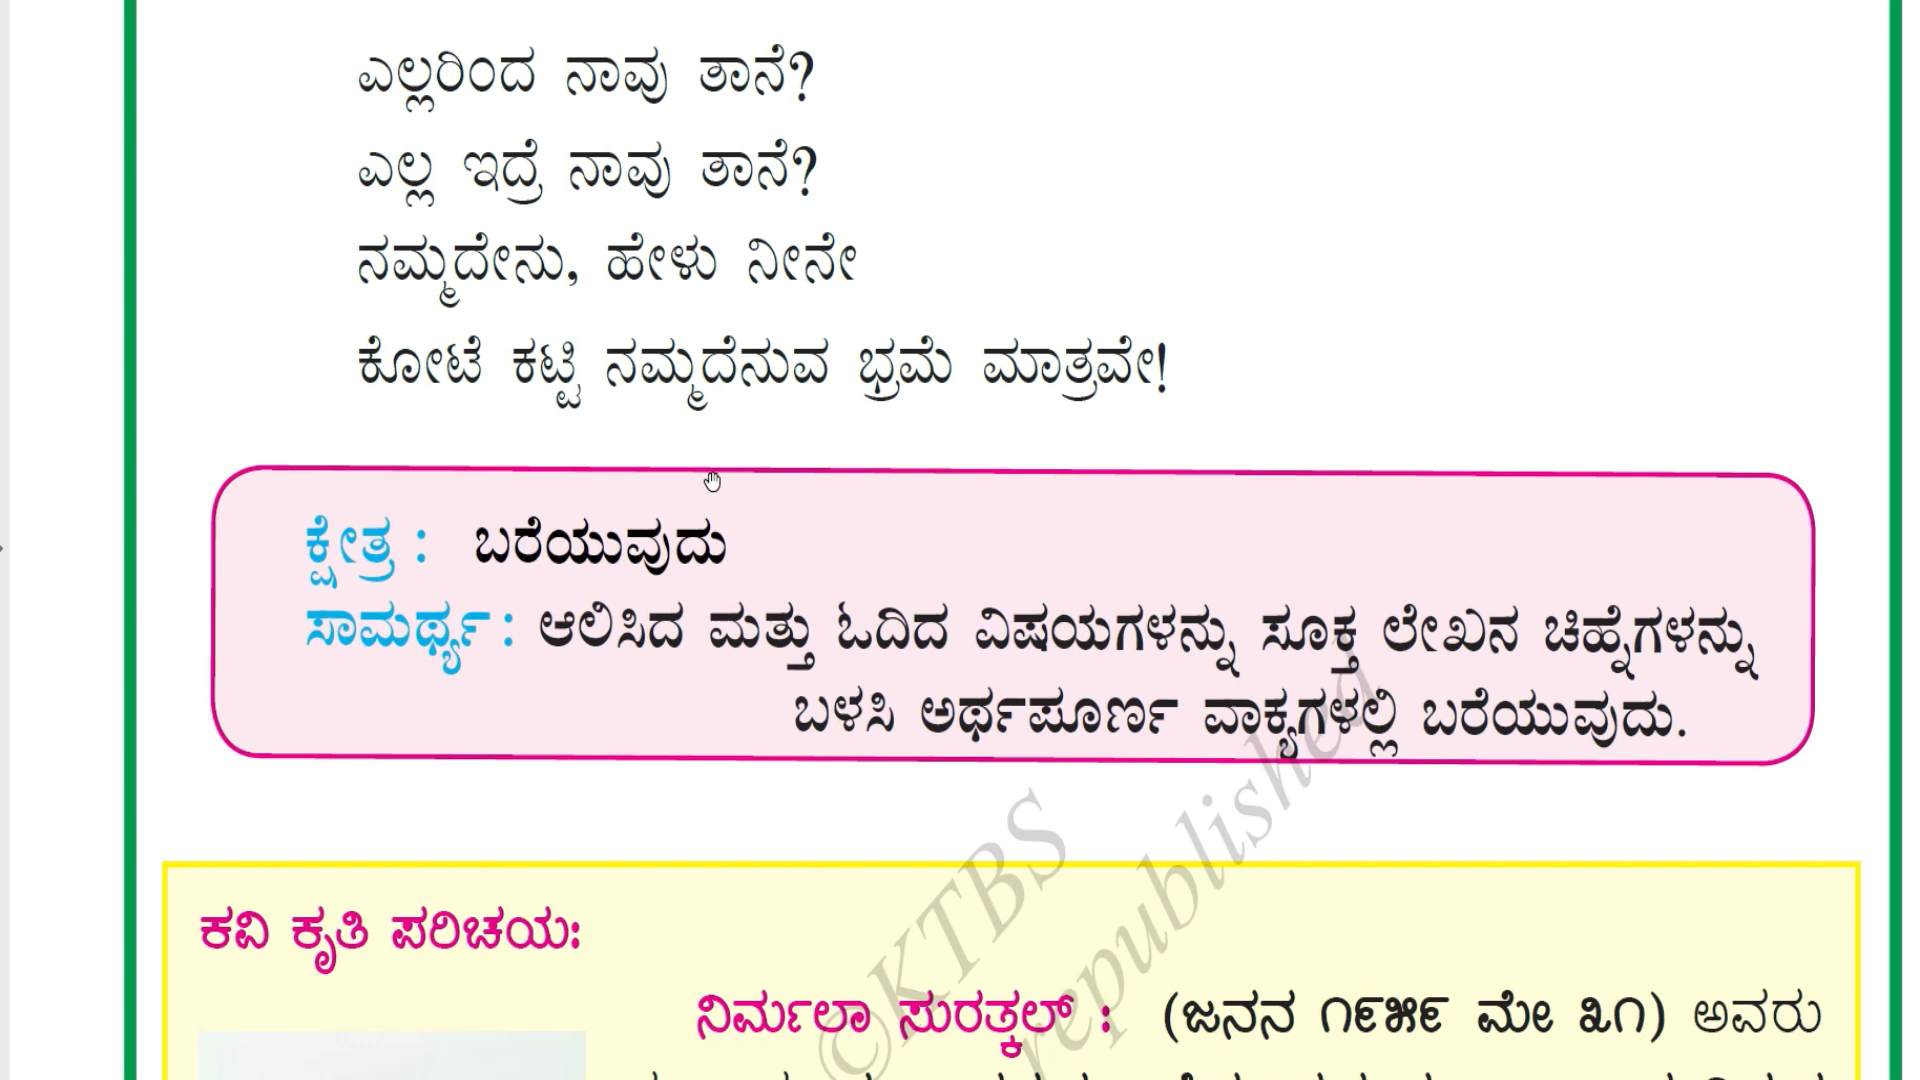 ಎಲ್ಲರಿಂದ ನಾವು ತಾನೆ?
ಎಲ್ಲ ಇದ್ರೆ ನಾವು ತಾನೆ?
ನಮ್ಮದೇನು, ಹೇಳು ನೀನೇ
ಕೋಟೆ ಕಟ್ಟಿ ನಮ್ಮದೆನುವ ಭ್ರಮೆ ಮಾತ್ರವೇ!
ಕ್ಷೇತ್ರ : ಬರೆಯುವುದು
ಸಾಮರ್ಥ್ಯ : ಆಲಿಸಿದ ಮತ್ತು ಓದಿದ ವಿಷಯಗಳನ್ನು ಸೂಕ್ತ ಲೇಖನ ಚಿಹ್ನೆಗಳನ್ನು
ಬಳಸಿ ಅರ್ಥಪೂರ್ಣ ವಾಕ್ಯಗಳಲ್ಲಿ ಬರೆಯುವುದು.
ಕವಿ ಕೃತಿ ಪರಿಚಯ:
ನಿರ್ಮಲಾ ಸುರತ್ಕಲ್ : (ಜನನ ೧೯೫೯ ಮೇ ೩೧) ಅವರು
©KTBS
republished